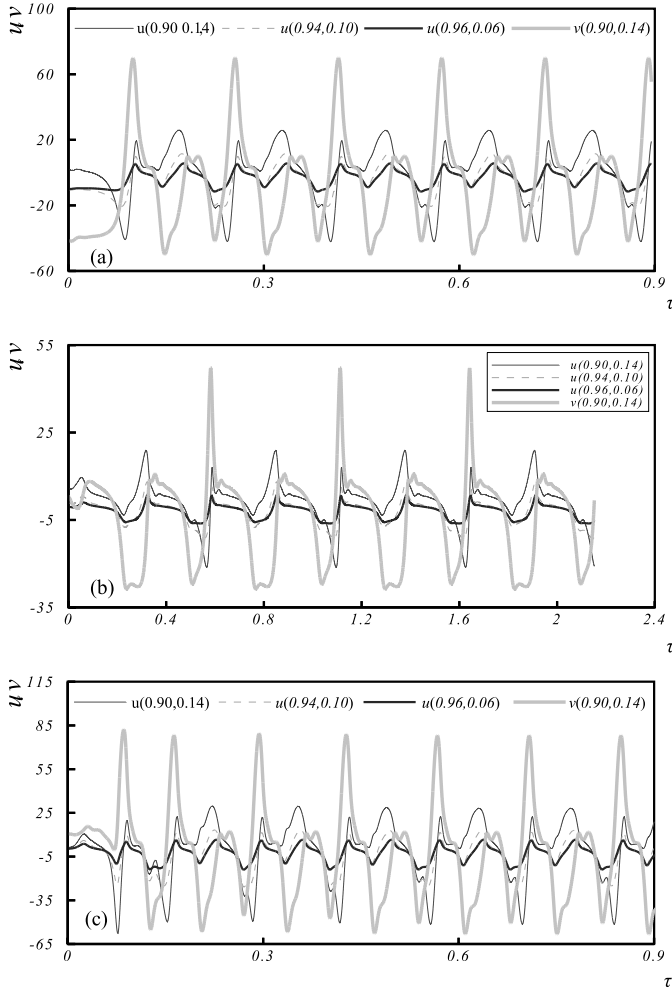 u v
100
u(0.90 0.1,4) u(0.94,0.10) u(0.96,0.06) v(0.90,0.14)
60
20
-20
-60
(a)
0 0.3 0.6 0.9
τ
u v
55
u(0.90,0.14)
u(0.94,0.10)
u(0.96,0.06)
v(0.90,0.14)
25
-5
-35
(b)
0 0.4 0.8 1.2 1.6 2 2.4
τ
u v
115
u(0.90,0.14) u(0.94,0.10) u(0.96,0.06) v(0.90,0.14)
85
55
25
-5
-35
-65
(c)
0 0.3 0.6 0.9
τ